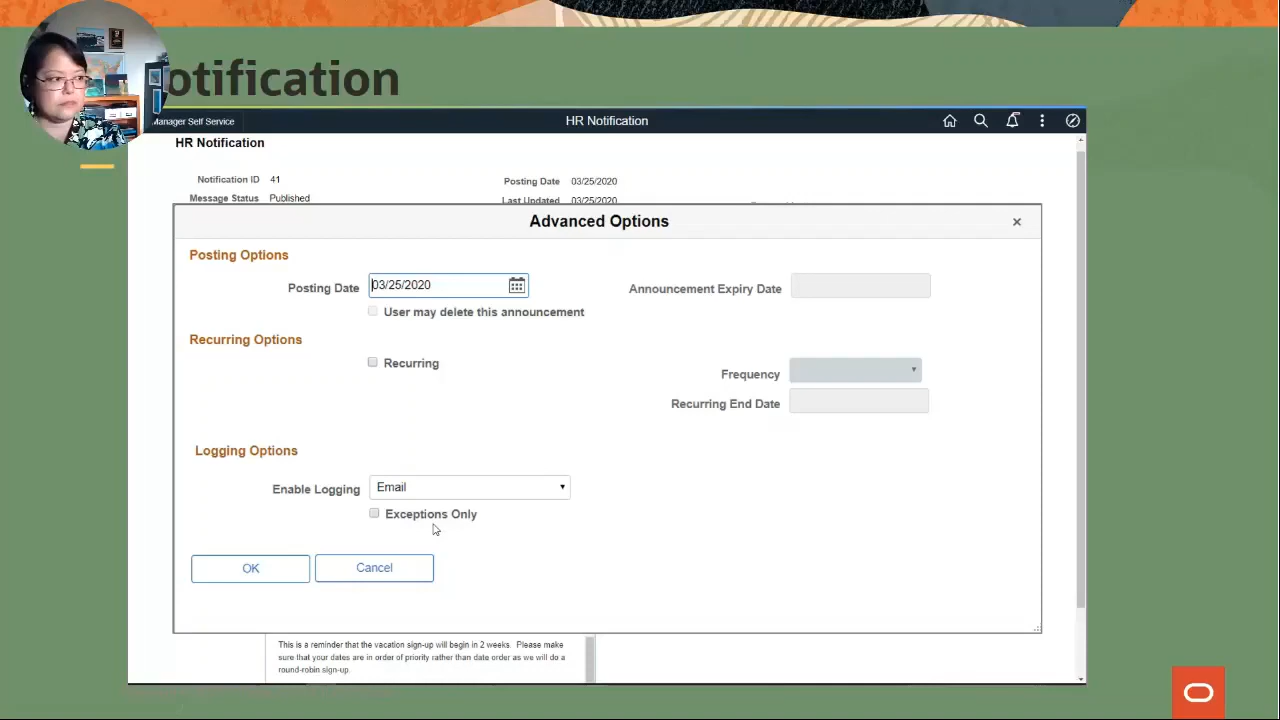 otification
Manager Self Service
HR Notification
HR Notification
Notification ID 41
Posting Date 03/25/2020
Message Status Published
Last Updated 03/25/2020
Advanced Options
×
Posting Options
Posting Date 03/25/2020
Announcement Expiry Date
User may delete this announcement
Recurring Options
Recurring
Frequency
Recurring End Date
Logging Options
Enable Logging Email
Exceptions Only
OK Cancel
This is a reminder that the vacation sign-up will begin in 2 weeks. Please make
sure that your dates are in order of priority rather than date order as we will do a
round-robin sign-up.